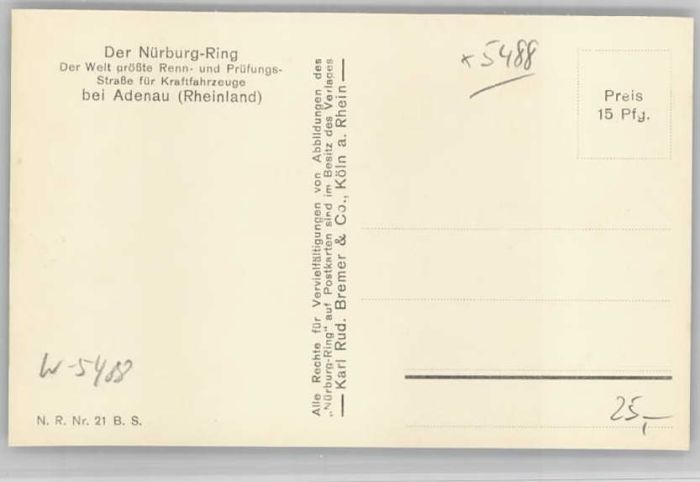 Der Nürburg-Ring
Der Welt größte Renn- und Prüfungs-
Straße für Kraftfahrzeuge
bei Adenau (Rheinland)
W-5488
N. R. Nr. 21 B. S.
Alle Rechte für Vervielfältigungen von Abbildungen des
„Nürburg-Ring" auf Postkarten sind im Besitz des Verlages
Karl Rud. Bremer & Co., Köln a. Rhein
x 5488
Preis
15 Pfg.
25,-